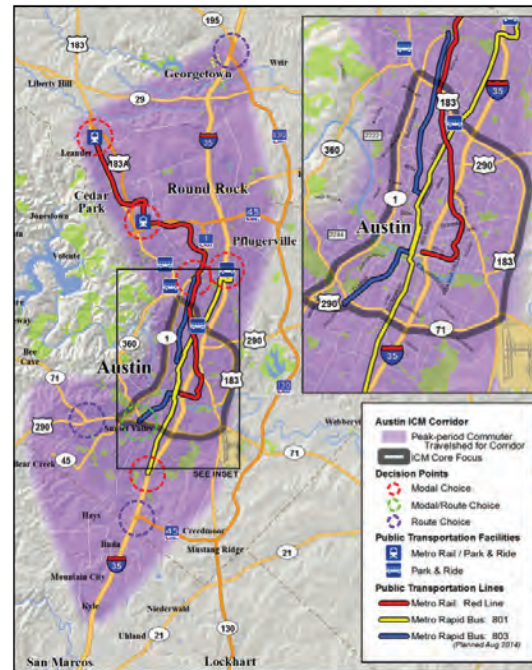 195
183
Georgetown
Weir
Liberty Hill
29
35
130
Leander
183A
Round Rock
Cedar Park
45
Jonestown
1
Pflugerville
Volente
360
1
290
Bee Cave
71
Austin
183
130
290
Sunset Valley
Webberville
Bear Creek
45
71
SEE INSET
Hays
45
Creedmoor
Buda
Mustang Ridge
21
Mountain City
35
Kyle
Niederwald
Uhland
21
130
San Marcos
Lockhart
183
35
2222
360
290
1
Austin
2244
183
290
71
35
Austin ICM Corridor
Peak-period Commuter
Travelshed for Corridor
ICM Core Focus
Decision Points
Modal Choice
Modal/Route Choice
Route Choice
Public Transportation Facilities
Metro Rail / Park & Ride
Park & Ride
Public Transportation Lines
Metro Rail: Red Line
Metro Rapid Bus: 801
Metro Rapid Bus: 803
(Planned Aug 2014)